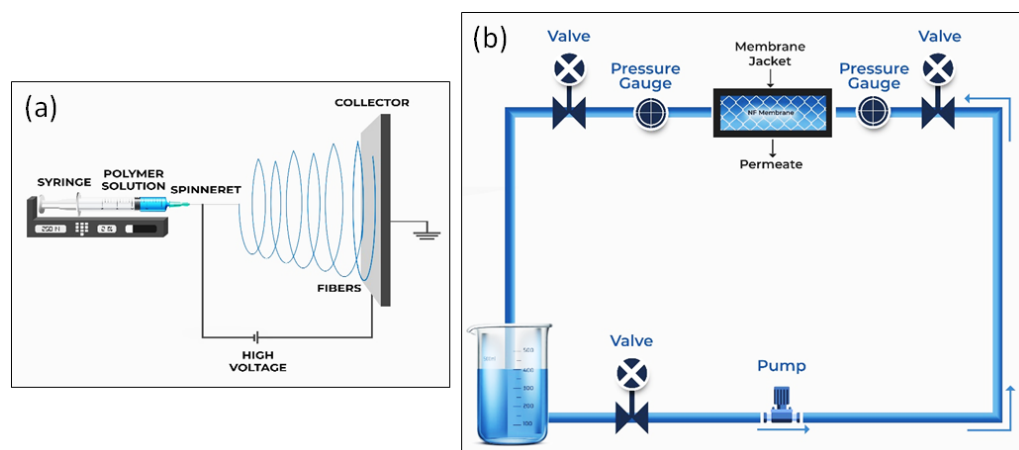 (a)
COLLECTOR
SYRINGE
POLYMER
SOLUTION
SPINNERET
FIBERS
HIGH
VOLTAGE
(b)
Valve
Pressure
Gauge
Membrane
Jacket
NF Membrane
Permeate
Pressure
Gauge
Valve
500
400
300
200
100
Valve
Pump